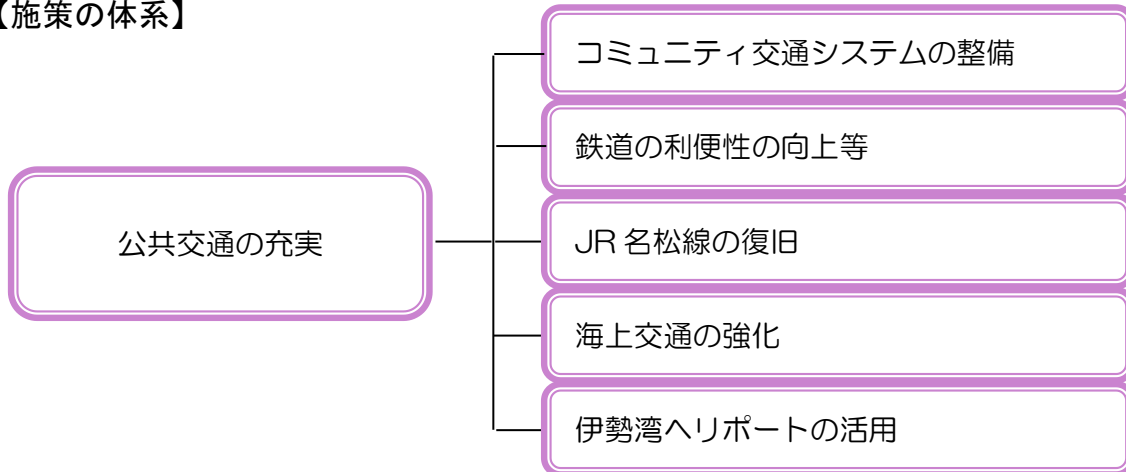 【施策の体系】
コミュニティ交通システムの整備
鉄道の利便性の向上等
公共交通の充実
JR 名松線の復旧
海上交通の強化
伊勢湾ヘリポートの活用